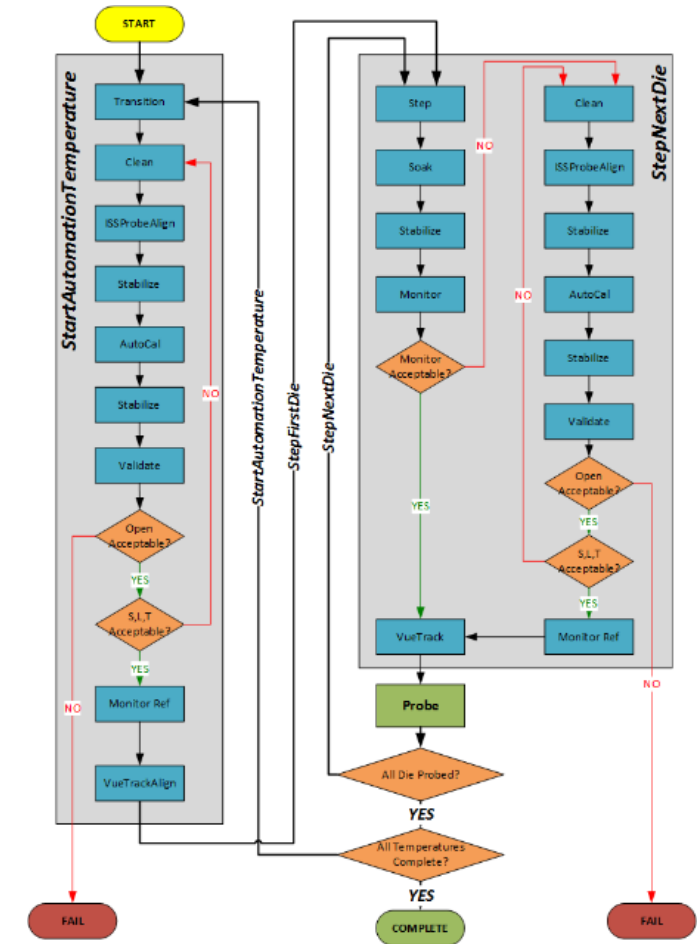 START
StartAutomationTemperature
Transition
Clean
ISSProbeAlign
Stabilize
AutoCal
Stabilize
Validate
Open
Acceptable?
YES
S,L,T
Acceptable?
YES
Monitor Ref
VueTrackAlign
NO
NO
FAIL
StartAutomationTemperature
StepFirstDie
StepNextDie
StepNextDie
Step
Soak
Stabilize
Monitor
Monitor
Acceptable?
NO
YES
VueTrack
Clean
ISSProbeAlign
Stabilize
AutoCal
Stabilize
Validate
Open
Acceptable?
YES
S,L,T
Acceptable?
YES
Monitor Ref
NO
NO
FAIL
Probe
All Die Probed?
YES
All Temperatures
Complete?
YES
COMPLETE